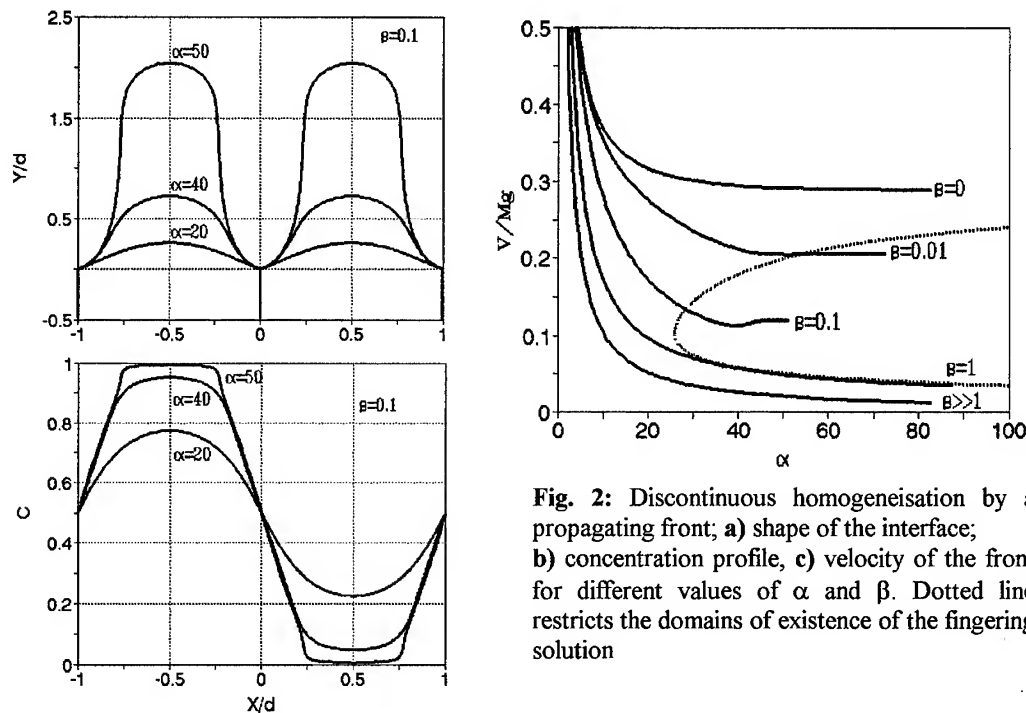 2.5
1.5
0.5
-0.5
Y/d
α=50
α=40
α=20
β=0.1
-1
-0.5
0
0.5
1
1
0.8
0.6
0.4
0.2
0
C
α=50
α=40
α=20
β=0.1
-1
-0.5
0
0.5
1
X/d
0.5
0.4
0.3
0.2
0.1
0
V/Mg
β=0
β=0.01
β=0.1
β=1
β>>1
0
20
40
60
80
100
α
Fig. 2: Discontinuous homogeneisation by a
propagating front; a) shape of the interface;
b) concentration profile, c) velocity of the fron
for different values of α and β. Dotted line
restricts the domains of existence of the fingering
solution